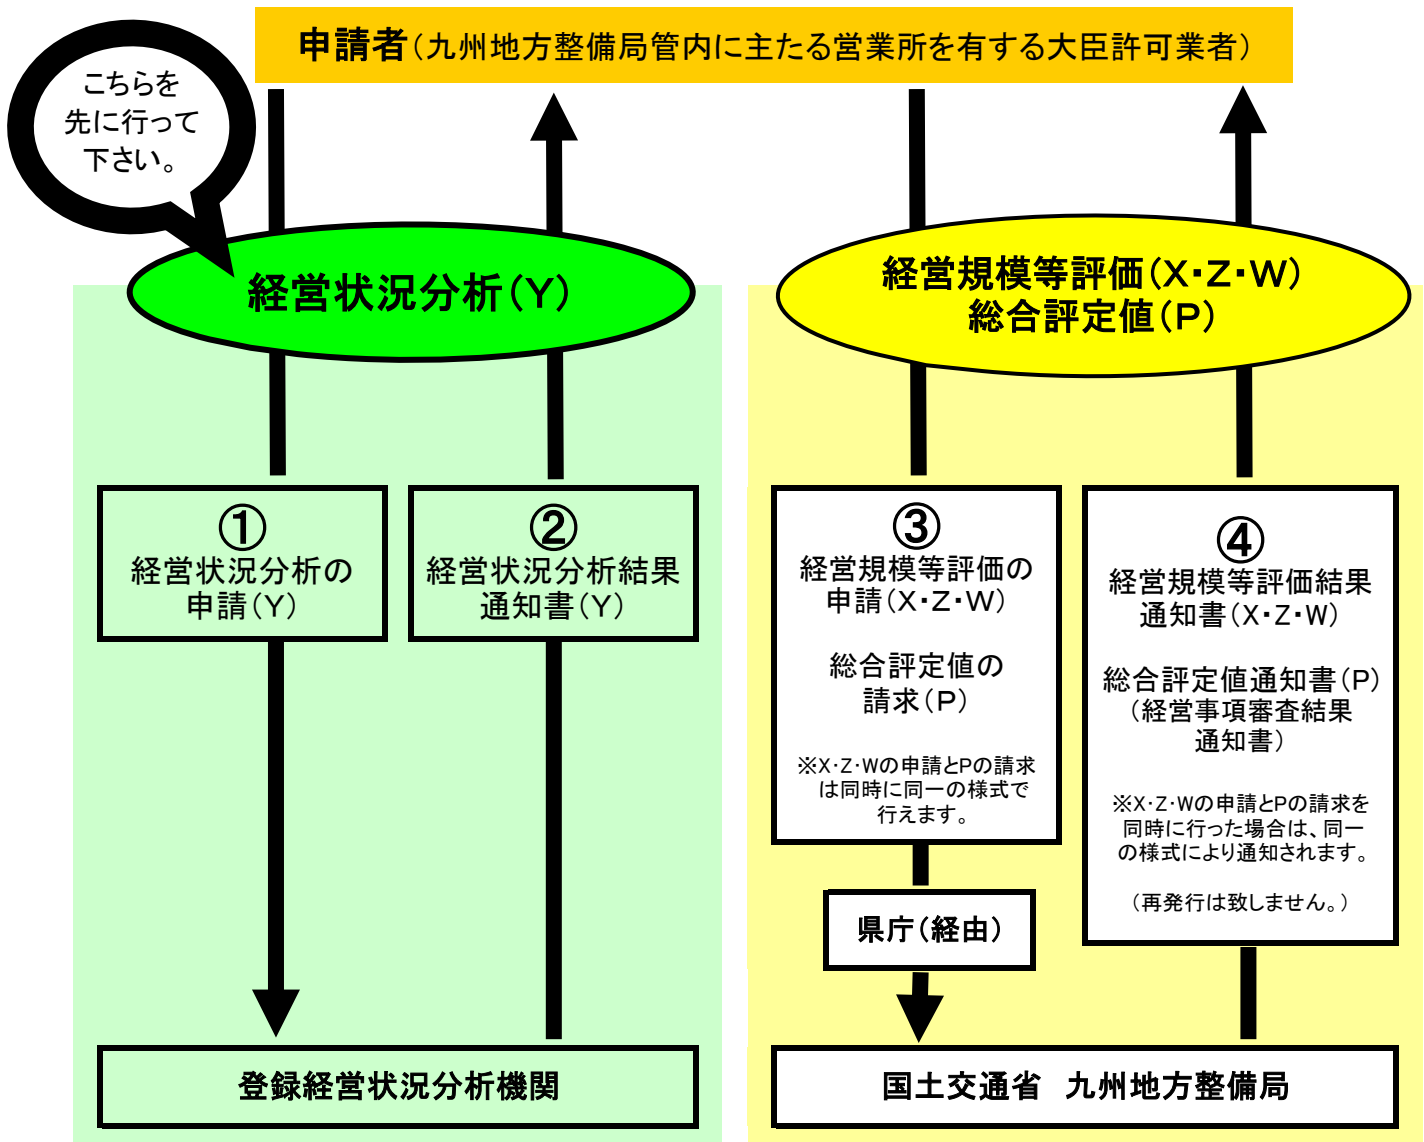 申請者（九州地方整備局管内に主たる営業所を有する大臣許可業者）
こちらを
先に行って
下さい。
経営状況分析（Y）
経営規模等評価（X・Z・W）
総合評定値（P）
①
経営状況分析の
申請（Y）
②
経営状況分析結果
通知書（Y）
③
経営規模等評価の
申請（X・Z・W）
総合評定値の
請求（P）
※X・Z・Wの申請とPの請求
は同時に同一の様式で
行えます。
④
経営規模等評価結果
通知書（X・Z・W）
総合評定値通知書（P）
（経営事項審査結果
通知書）
※X・Z・Wの申請とPの請求を
同時に行った場合は、同一
の様式により通知されます。
（再発行は致しません。）
県庁（経由）
登録経営状況分析機関
国土交通省　九州地方整備局